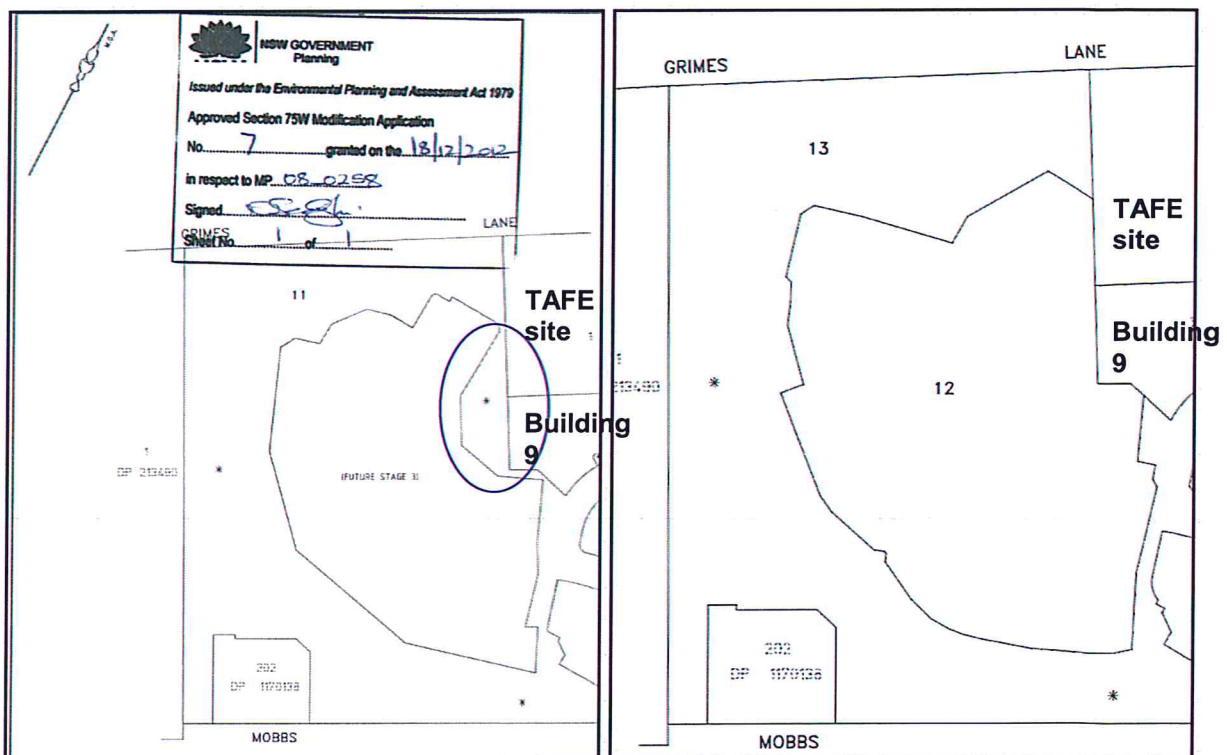 M.G.A.
NSW GOVERNMENT
Planning
Issued under the Environmental Planning and Assessment Act 1979
Approved Section 75W Modification Application
No. 7 granted on the 18/12/2012
in respect to MP 08_0258
Signed
Sheet No. 1 of 1
GRIMES LANE
11
TAFE
site
1
*
Building
9
1
DP 213480
*
(FUTURE STAGE 3)
202
DP 1170138
*
MOBBS
GRIMES LANE
13
TAFE
site
Building
9
1
213480
*
12
202
DP 1170138
*
MOBBS